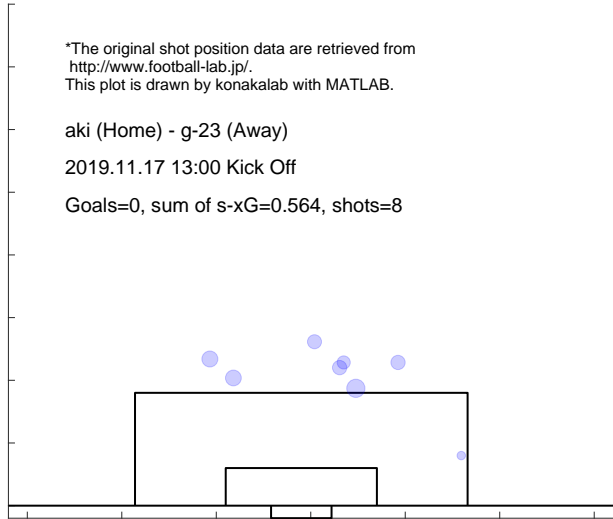 *The original shot position data are retrieved from
http://www.football-lab.jp/.
This plot is drawn by konakalab with MATLAB.
aki (Home) - g-23 (Away)
2019.11.17 13:00 Kick Off
Goals=0, sum of s-xG=0.564, shots=8